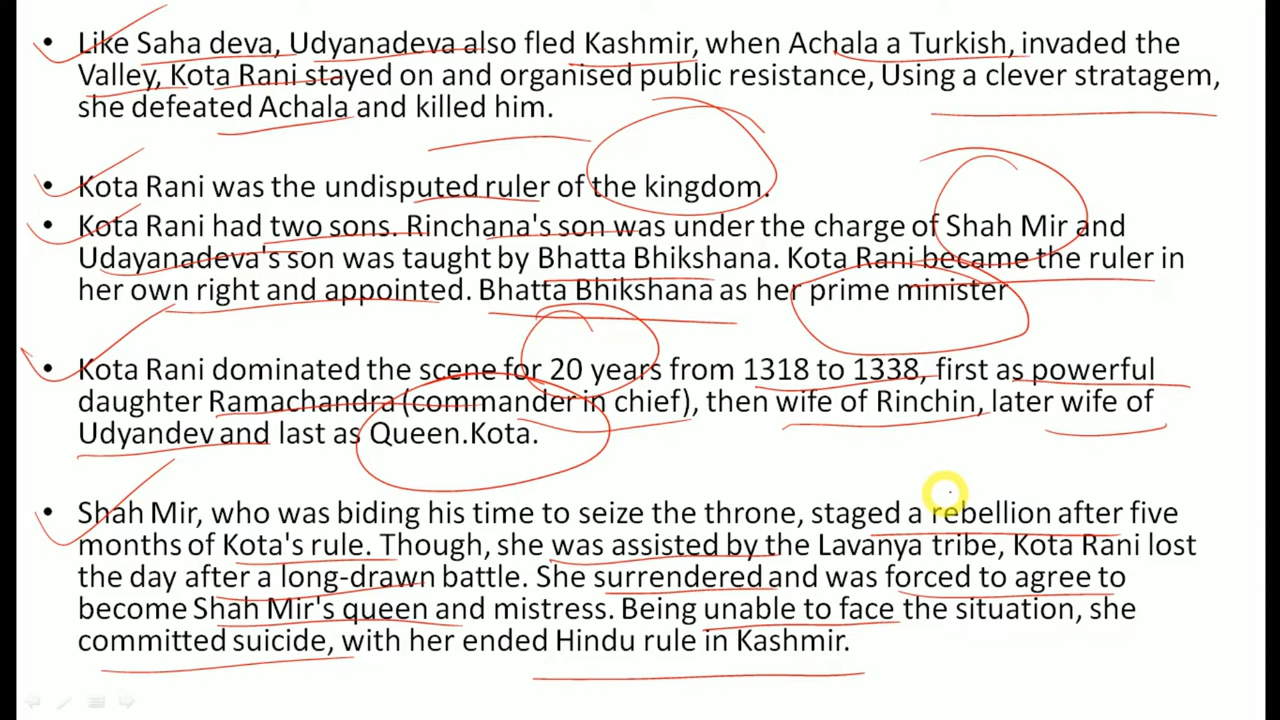 • Like Saha deva, Udyanadeva also fled Kashmir, when Achala a Turkish, invaded the
Valley, Kota Rani stayed on and organised public resistance, Using a clever stratagem,
she defeated Achala and killed him.
• Kota Rani was the undisputed ruler of the kingdom.
• Kota Rani had two sons. Rinchana's son was under the charge of Shah Mir and
Udayanadeva's son was taught by Bhatta Bhikshana. Kota Rani became the ruler in
her own right and appointed. Bhatta Bhikshana as her prime minister
• Kota Rani dominated the scene for 20 years from 1318 to 1338, first as powerful
daughter Ramachandra (commander in chief), then wife of Rinchin, later wife of
Udyandev and last as Queen.Kota.
• Shah Mir, who was biding his time to seize the throne, staged a rebellion after five
months of Kota's rule. Though, she was assisted by the Lavanya tribe, Kota Rani lost
the day after a long-drawn battle. She surrendered and was forced to agree to
become Shah Mir's queen and mistress. Being unable to face the situation, she
committed suicide, with her ended Hindu rule in Kashmir.